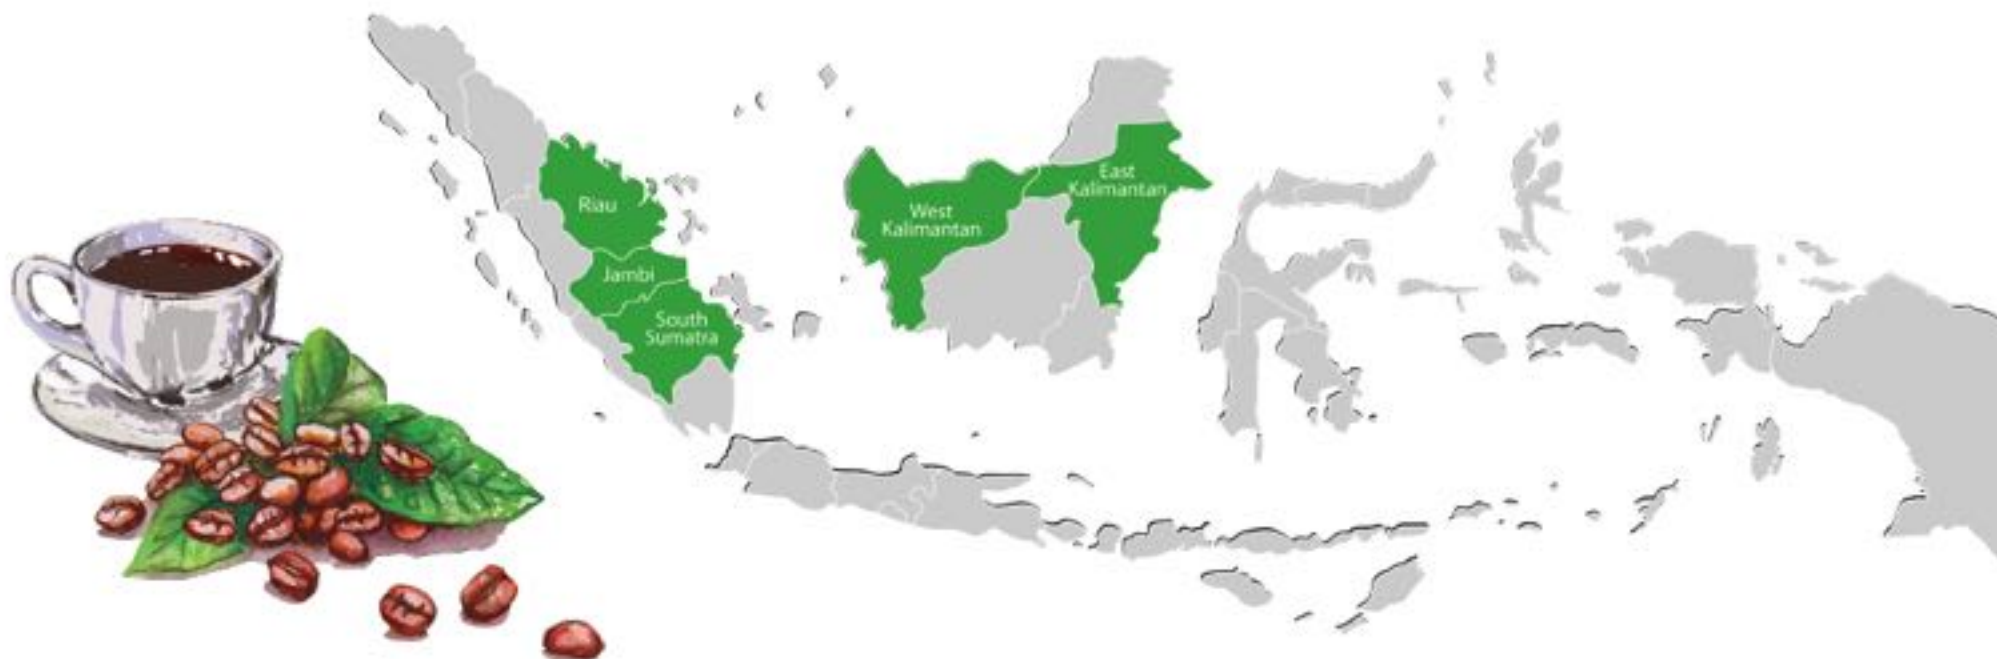 Riau
Jambi
South
Sumatra
West
Kalimantan
East
Kalimantan